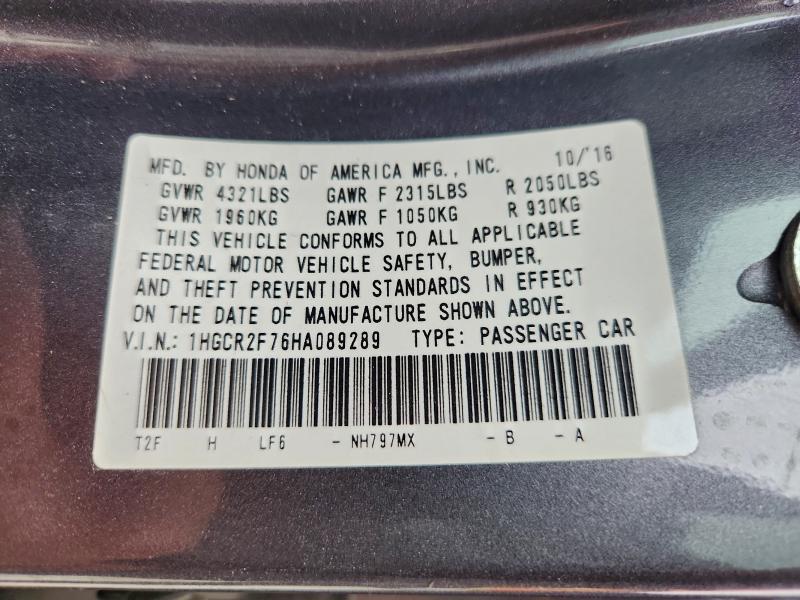 MFD. BY HONDA OF AMERICA MFG., INC. 10/'16
GVWR 4321LBS GAWR F 2315LBS R 2050LBS
GVWR 1960KG GAWR F 1050KG R 930KG
THIS VEHICLE CONFORMS TO ALL APPLICABLE
FEDERAL MOTOR VEHICLE SAFETY, BUMPER,
AND THEFT PREVENTION STANDARDS IN EFFECT
ON THE DATE OF MANUFACTURE SHOWN ABOVE.
V.I.N.: 1HGCR2F76HA089289 TYPE: PASSENGER CAR
T2F H LF6 - NH797MX - B - A